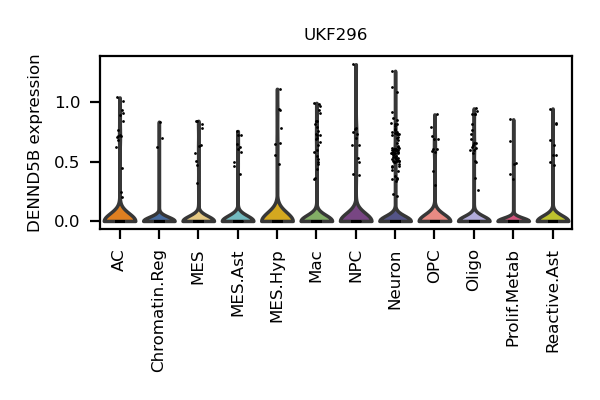 UKF296
DENND5B expression
1.0
0.5
0.0
AC
Chromatin.Reg
MES
MES.Ast
MES.Hyp
Mac
NPC
Neuron
OPC
Oligo
Prolif.Metab
Reactive.Ast